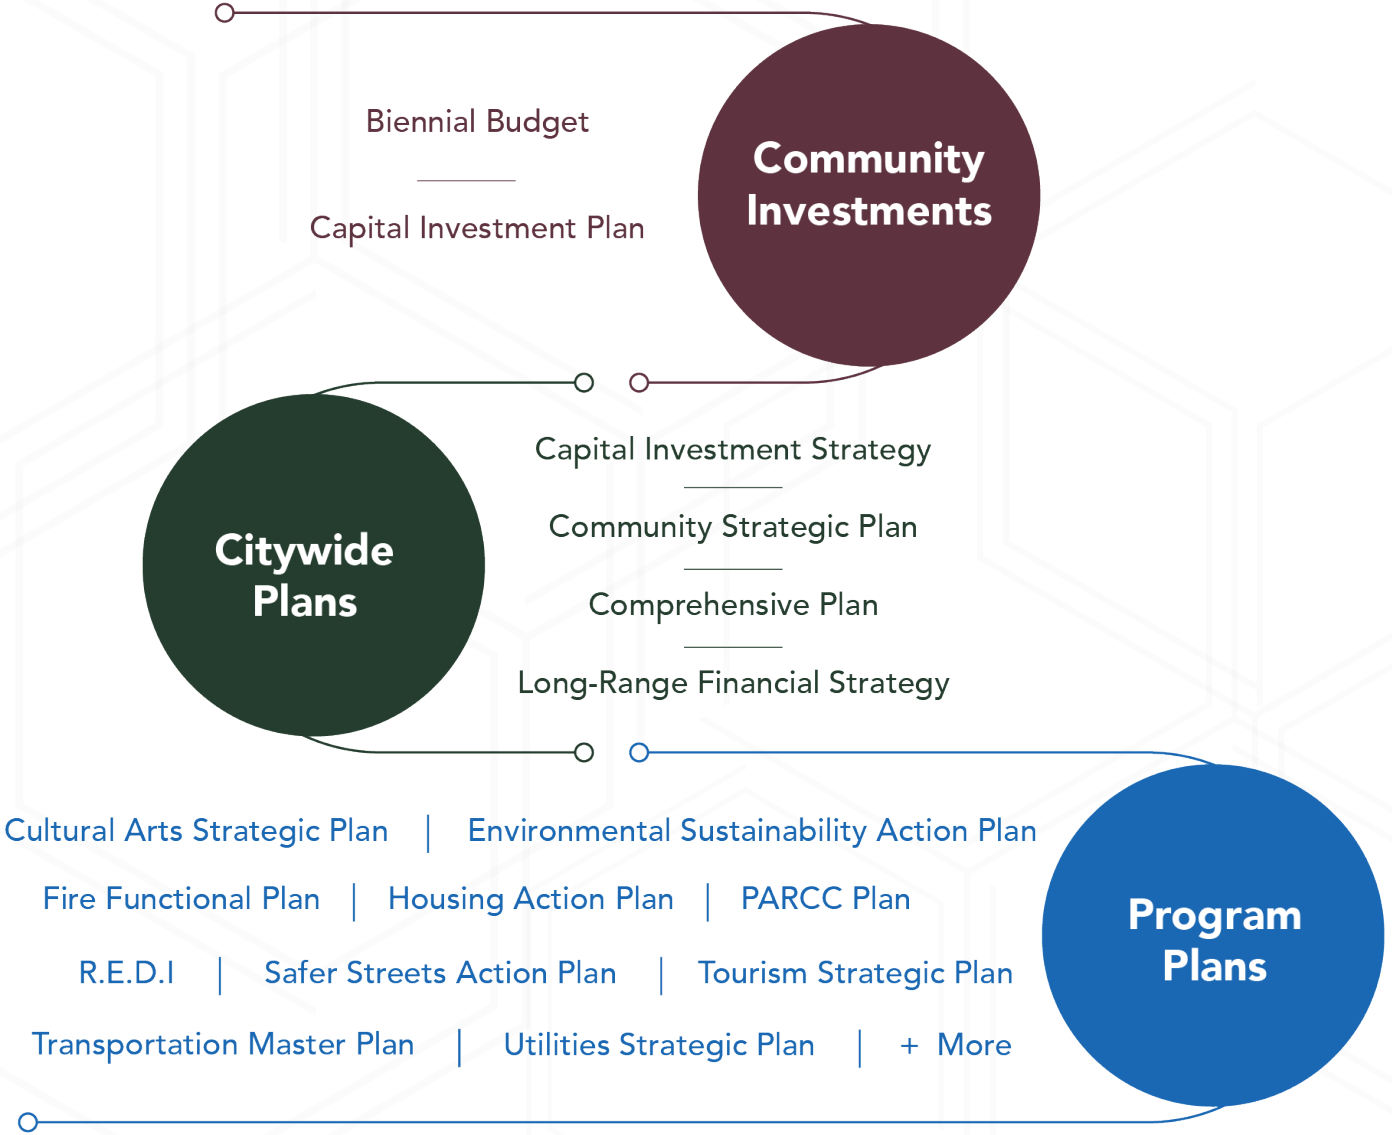 Biennial Budget
Capital Investment Plan
Community
Investments
Citywide
Plans
Capital Investment Strategy
Community Strategic Plan
Comprehensive Plan
Long-Range Financial Strategy
Cultural Arts Strategic Plan | Environmental Sustainability Action Plan
Fire Functional Plan | Housing Action Plan | PARCC Plan
R.E.D.I | Safer Streets Action Plan | Tourism Strategic Plan
Transportation Master Plan | Utilities Strategic Plan | + More
Program
Plans